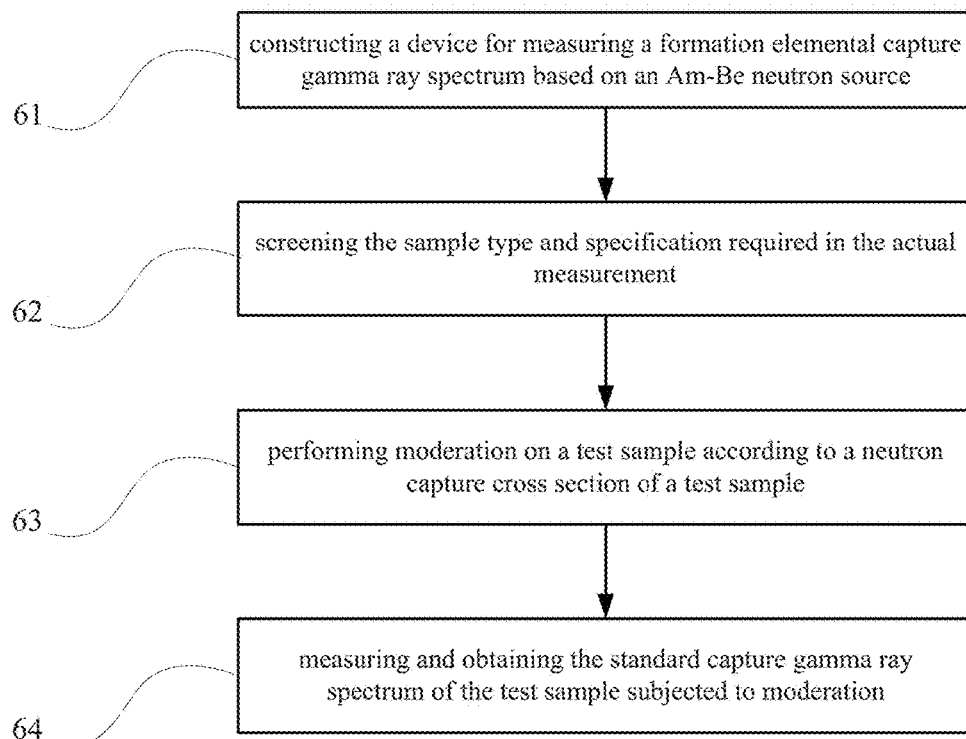 constructing a device for measuring a formation elemental capture
gamma ray spectrum based on an Am-Be neutron source
61
screening the sample type and specification required in the actual
measurement
62
performing moderation on a test sample according to a neutron
capture cross section of a test sample
63
measuring and obtaining the standard capture gamma ray
spectrum of the test sample subjected to moderation
64